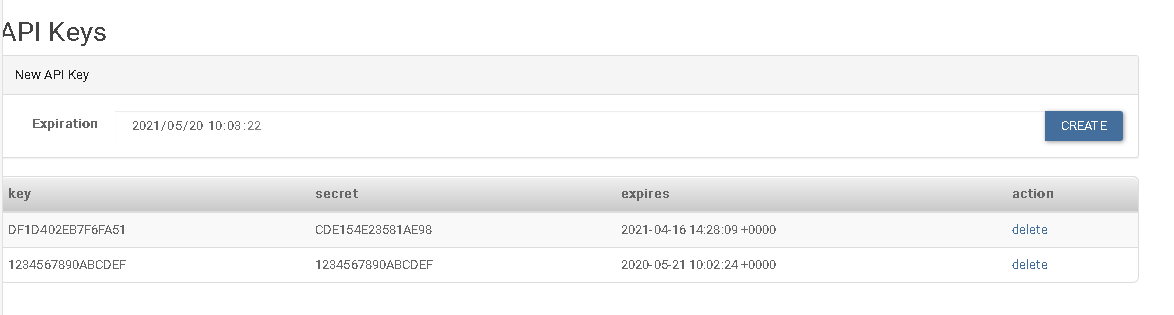 API Keys
New API Key
Expiration 2021/05/20 10:03:22 CREATE
key secret expires action
DF1D402EB7F6FA51 CDE154E23581AE98 2021-04-16 14:28:09 +0000 delete
1234567890ABCDEF 1234567890ABCDEF 2020-05-21 10:02:24 +0000 delete